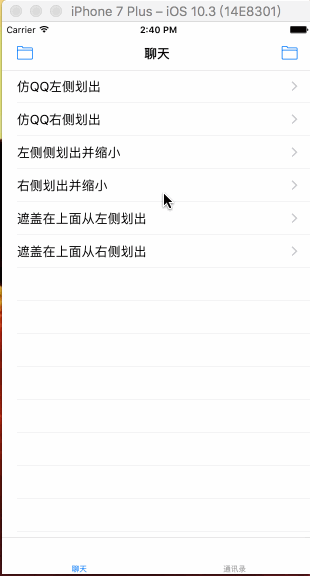 iPhone 7 Plus – iOS 10.3 (14E8301)
Carrier 2:40 PM
聊天
仿QQ左侧划出
仿QQ右侧划出
左侧侧划出并缩小
右侧划出并缩小
遮盖在上面从左侧划出
遮盖在上面从右侧划出
聊天 通讯录